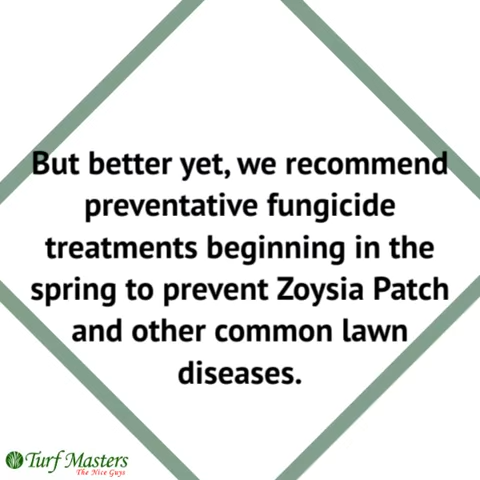 But better yet, we recommend
preventative fungicide
treatments beginning in the
spring to prevent Zoysia Patch
and other common lawn
diseases.
Turf Masters
The Nice Guys